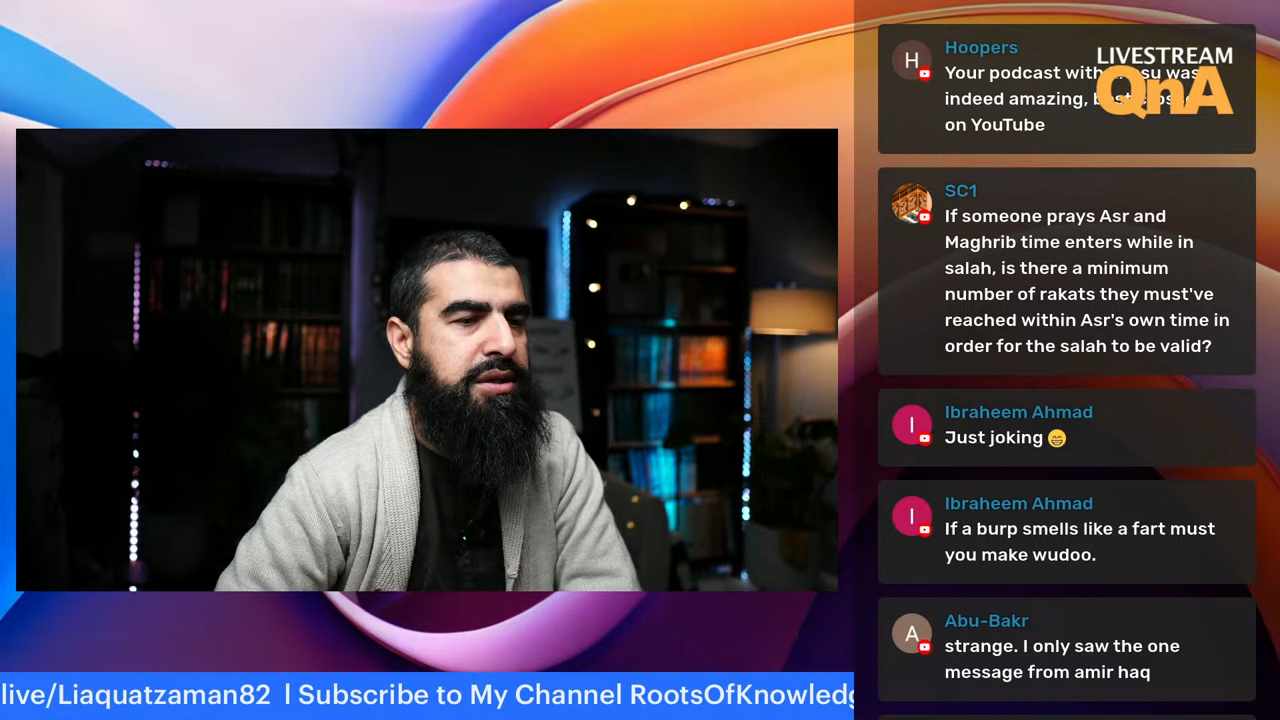 Hoopers
Your podcast with su was
indeed amazing,
on YouTube
LIVESTREAM
QnA
SC1
If someone prays Asr and
Maghrib time enters while in
salah, is there a minimum
number of rakats they must've
reached within Asr's own time in
order for the salah to be valid?
Ibraheem Ahmad
Just joking 😄
Ibraheem Ahmad
If a burp smells like a fart must
you make wudoo.
Abu-Bakr
strange. I only saw the one
message from amir haq
live/Liaquatzaman82 | Subscribe to My Channel RootsOfKnowledg